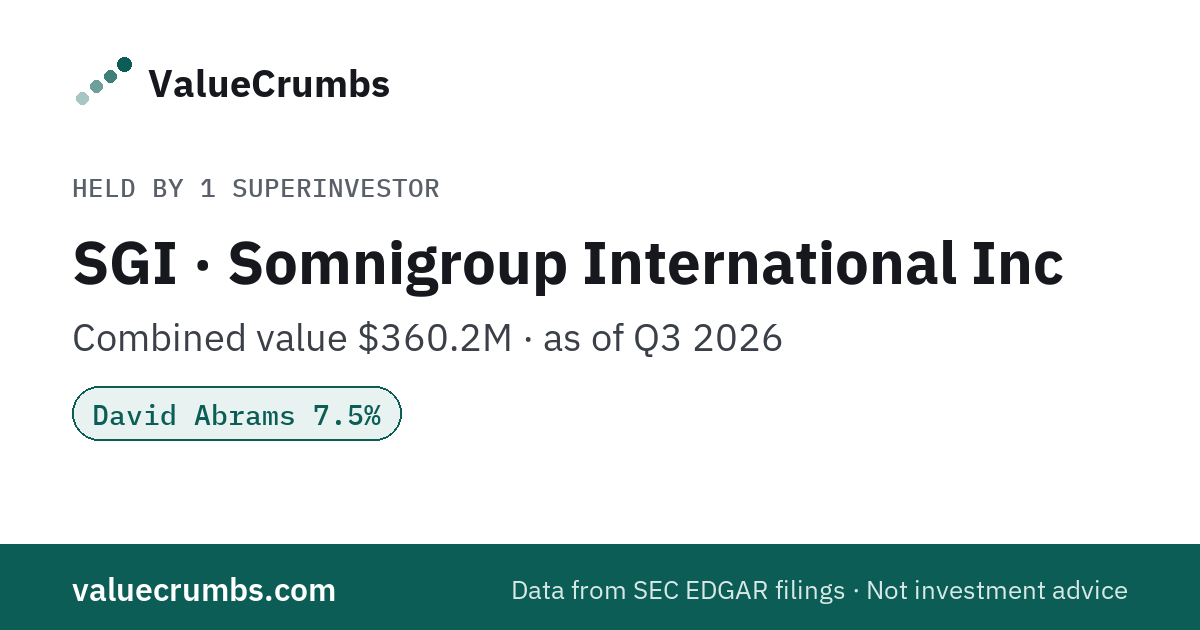 ValueCrumbs
HELD BY 1 SUPERINVESTOR
SGI · Somnigroup International Inc
Combined value $360.2M · as of Q3 2026
David Abrams 7.5%
valuecrumbs.com
Data from SEC EDGAR filings · Not investment advice